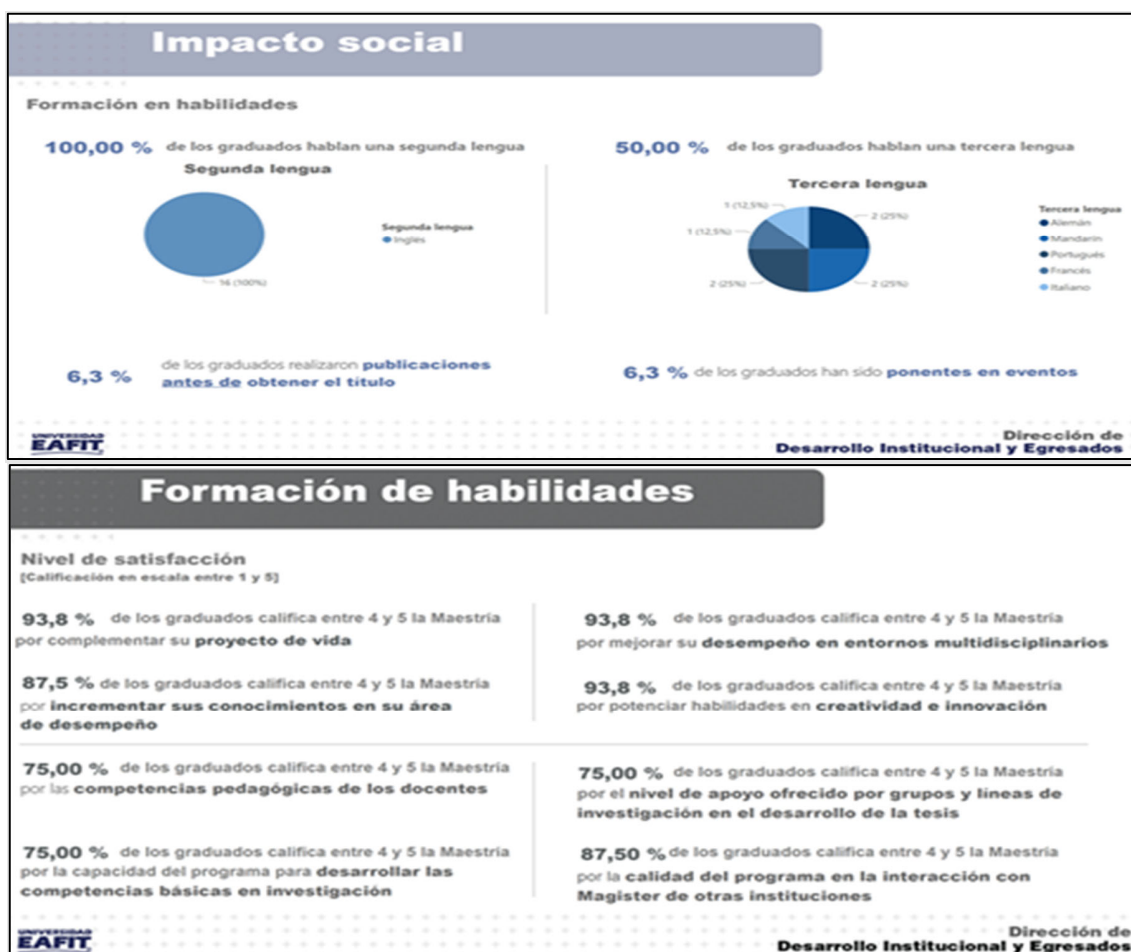 Impacto social
Formación en habilidades
100,00 % de los graduados hablan una segunda lengua
Segunda lengua
Segunda lengua
Inglés
16 (100%)
50,00 % de los graduados hablan una tercera lengua
Tercera lengua
1 (12,5%)
2 (25%)
1 (12,5%)
2 (25%)
2 (25%)
Tercera lengua
Alemán
Mandarín
Portugués
Francés
Italiano
6,3 % de los graduados realizaron publicaciones
antes de obtener el título
6,3 % de los graduados han sido ponentes en eventos
UNIVERSIDAD
EAFIT
Dirección de
Desarrollo Institucional y Egresados
Formación de habilidades
Nivel de satisfacción
[Calificación en escala entre 1 y 5]
93,8 % de los graduados califica entre 4 y 5 la Maestría
por complementar su proyecto de vida
93,8 % de los graduados califica entre 4 y 5 la Maestría
por mejorar su desempeño en entornos multidisciplinarios
87,5 % de los graduados califica entre 4 y 5 la Maestría
por incrementar sus conocimientos en su área
de desempeño
93,8 % de los graduados califica entre 4 y 5 la Maestría
por potenciar habilidades en creatividad e innovación
75,00 % de los graduados califica entre 4 y 5 la Maestría
por las competencias pedagógicas de los docentes
75,00 % de los graduados califica entre 4 y 5 la Maestría
por el nivel de apoyo ofrecido por grupos y líneas de
investigación en el desarrollo de la tesis
75,00 % de los graduados califica entre 4 y 5 la Maestría
por la capacidad del programa para desarrollar las
competencias básicas en investigación
87,50 % de los graduados califica entre 4 y 5 la Maestría
por la calidad del programa en la interacción con
Magister de otras instituciones
UNIVERSIDAD
EAFIT
Dirección de
Desarrollo Institucional y Egresados